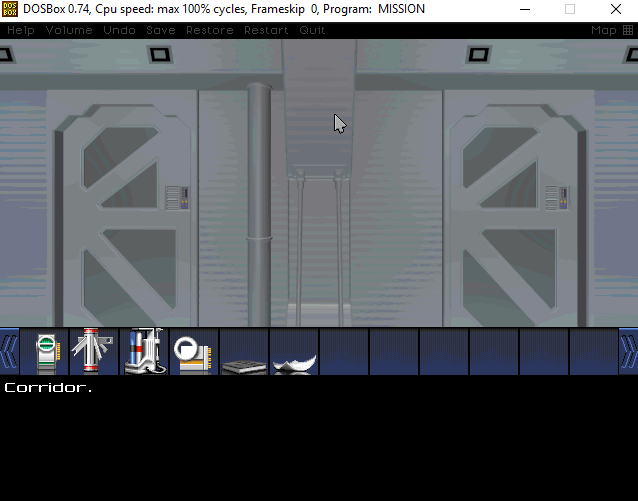 DOSBox 0.74, Cpu speed: max 100% cycles, Frameskip 0, Program: MISSION
Help Volume Undo Save Restore Restart Quit Map
Corridor.